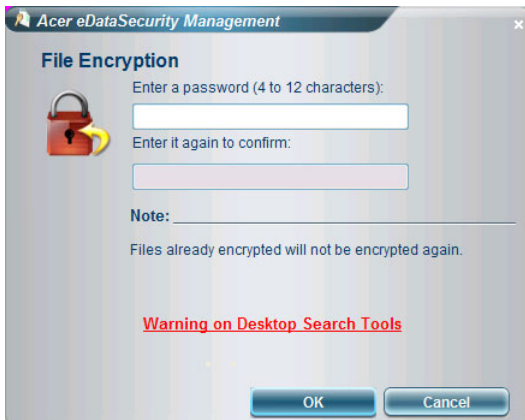 Acer eDataSecurity Management
File Encryption
Enter a password (4 to 12 characters):
Enter it again to confirm:
Note:
Files already encrypted will not be encrypted again.
Warning on Desktop Search Tools
OK
Cancel